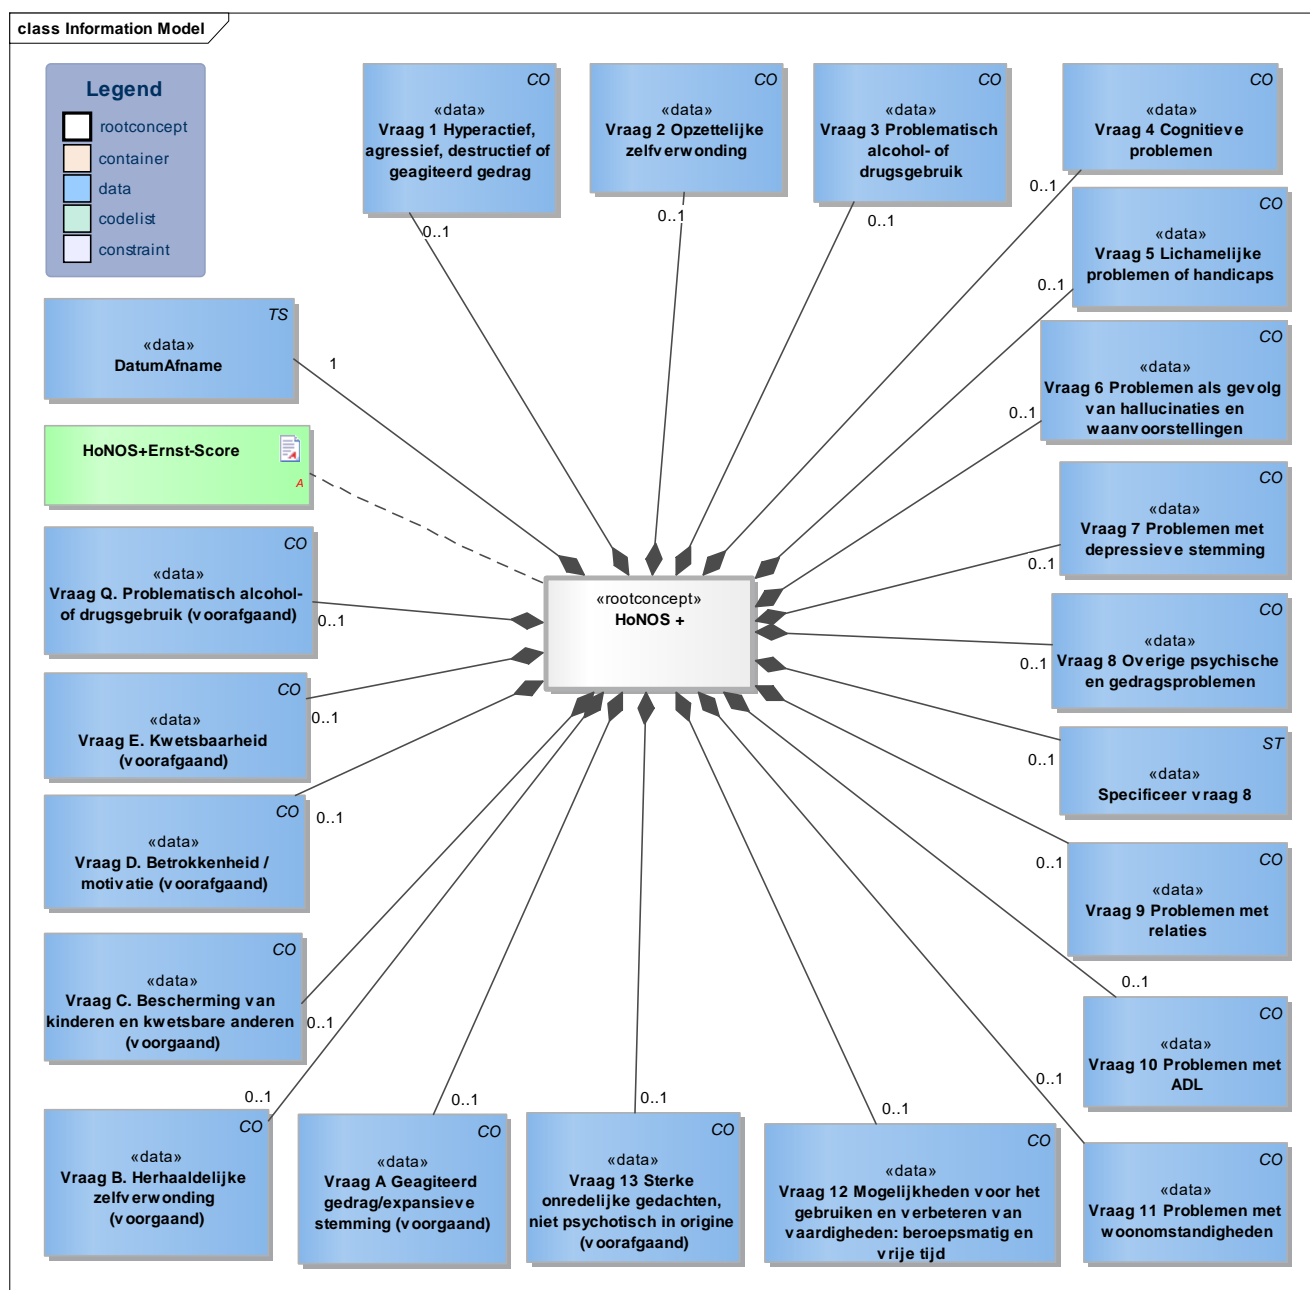 class Information Model
Legend
rootconcept
container
data
codelist
constraint
CO
«data»
Vraag 1 Hyperactief,
agressief, destructief of
geagiteerd gedrag
0..1
CO
«data»
Vraag 2 Opzettelijke
zelfverwonding
0..1
CO
«data»
Vraag 3 Problematisch
alcohol- of
drugsgebruik
0..1
CO
«data»
Vraag 4 Cognitieve
problemen
0..1
CO
«data»
Vraag 5 Lichamelijke
problemen of handicaps
0..1
CO
«data»
Vraag 6 Problemen als gevolg
van hallucinaties en
waanvoorstellingen
0..1
CO
«data»
Vraag 7 Problemen met
depressieve stemming
0..1
CO
«data»
Vraag 8 Overige psychische
en gedragsproblemen
0..1
ST
«data»
Specificeer vraag 8
0..1
CO
«data»
Vraag 9 Problemen met
relaties
0..1
CO
«data»
Vraag 10 Problemen met
ADL
0..1
CO
«data»
Vraag 11 Problemen met
woonomstandigheden
0..1
CO
«data»
Vraag 12 Mogelijkheden voor het
gebruiken en verbeteren van
vaardigheden: beroepsmatig en
vrije tijd
0..1
CO
«data»
Vraag 13 Sterke
onredelijke gedachten,
niet psychotisch in origine
(voorafgaand)
0..1
CO
«data»
Vraag A Geagiteerd
gedrag/expansieve
stemming (voorgaand)
0..1
CO
«data»
Vraag B. Herhaaldelijke
zelfverwonding
(voorgaand)
0..1
CO
«data»
Vraag C. Bescherming van
kinderen en kwetsbare anderen
(voorgaand)
0..1
CO
«data»
Vraag D. Betrokkenheid /
motivatie (voorafgaand)
0..1
CO
«data»
Vraag E. Kwetsbaarheid
(voorafgaand)
0..1
CO
«data»
Vraag Q. Problematisch alcohol-
of drugsgebruik (voorafgaand)
0..1
HoNOS+Ernst-Score
A
TS
«data»
DatumAfname
1
«rootconcept»
HoNOS +